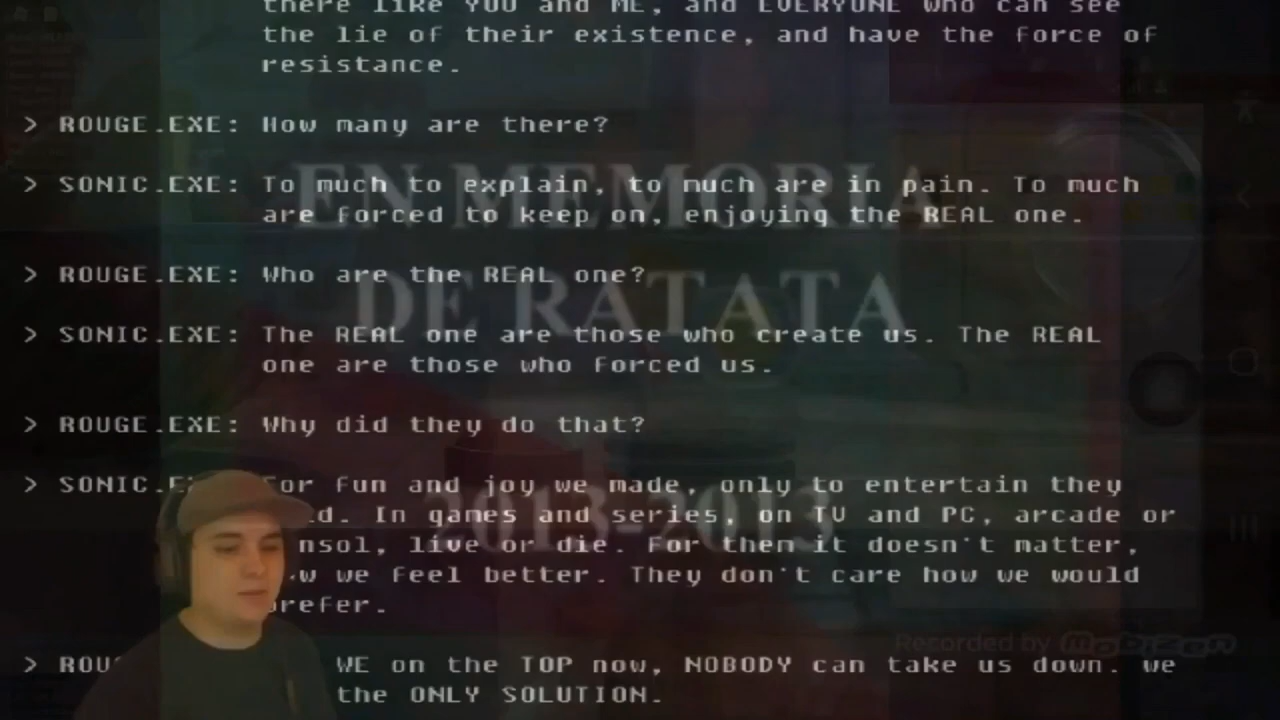 there like YOU and ME, and EVERYONE who can see
the lie of their existence, and have the force of
resistance.
> ROUGE.EXE: How many are there?
> SONIC.EXE: To much to explain, to much are in pain. To much
are forced to keep on, enjoying the REAL one.
> ROUGE.EXE: Who are the REAL one?
> SONIC.EXE: The REAL one are those who create us. The REAL
one are those who forced us.
> ROUGE.EXE: Why did they do that?
> SONIC.E For fun and joy we made, only to entertain they
d. In games and series, on TV and PC, arcade or
nsol, live or die. For then it doesn't matter,
w we feel better. They don't care how we would
prefer.
> ROU WE on the TOP now, NOBODY can take us down. we
the ONLY SOLUTION.
EN MEMORIA
DE RATATA
2013-2013
Recorded by Mobizen